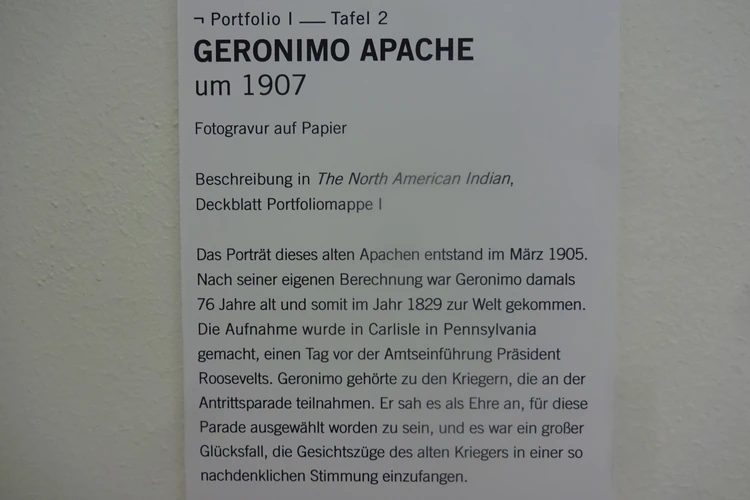 ¬ Portfolio I — Tafel 2
GERONIMO APACHE
um 1907
Fotogravur auf Papier
Beschreibung in The North American Indian,
Deckblatt Portfoliomappe I
Das Porträt dieses alten Apachen entstand im März 1905.
Nach seiner eigenen Berechnung war Geronimo damals
76 Jahre alt und somit im Jahr 1829 zur Welt gekommen.
Die Aufnahme wurde in Carlisle in Pennsylvania
gemacht, einen Tag vor der Amtseinführung Präsident
Roosevelts. Geronimo gehörte zu den Kriegern, die an der
Antrittsparade teilnahmen. Er sah es als Ehre an, für diese
Parade ausgewählt worden zu sein, und es war ein großer
Glücksfall, die Gesichtszüge des alten Kriegers in einer so
nachdenklichen Stimmung einzufangen.